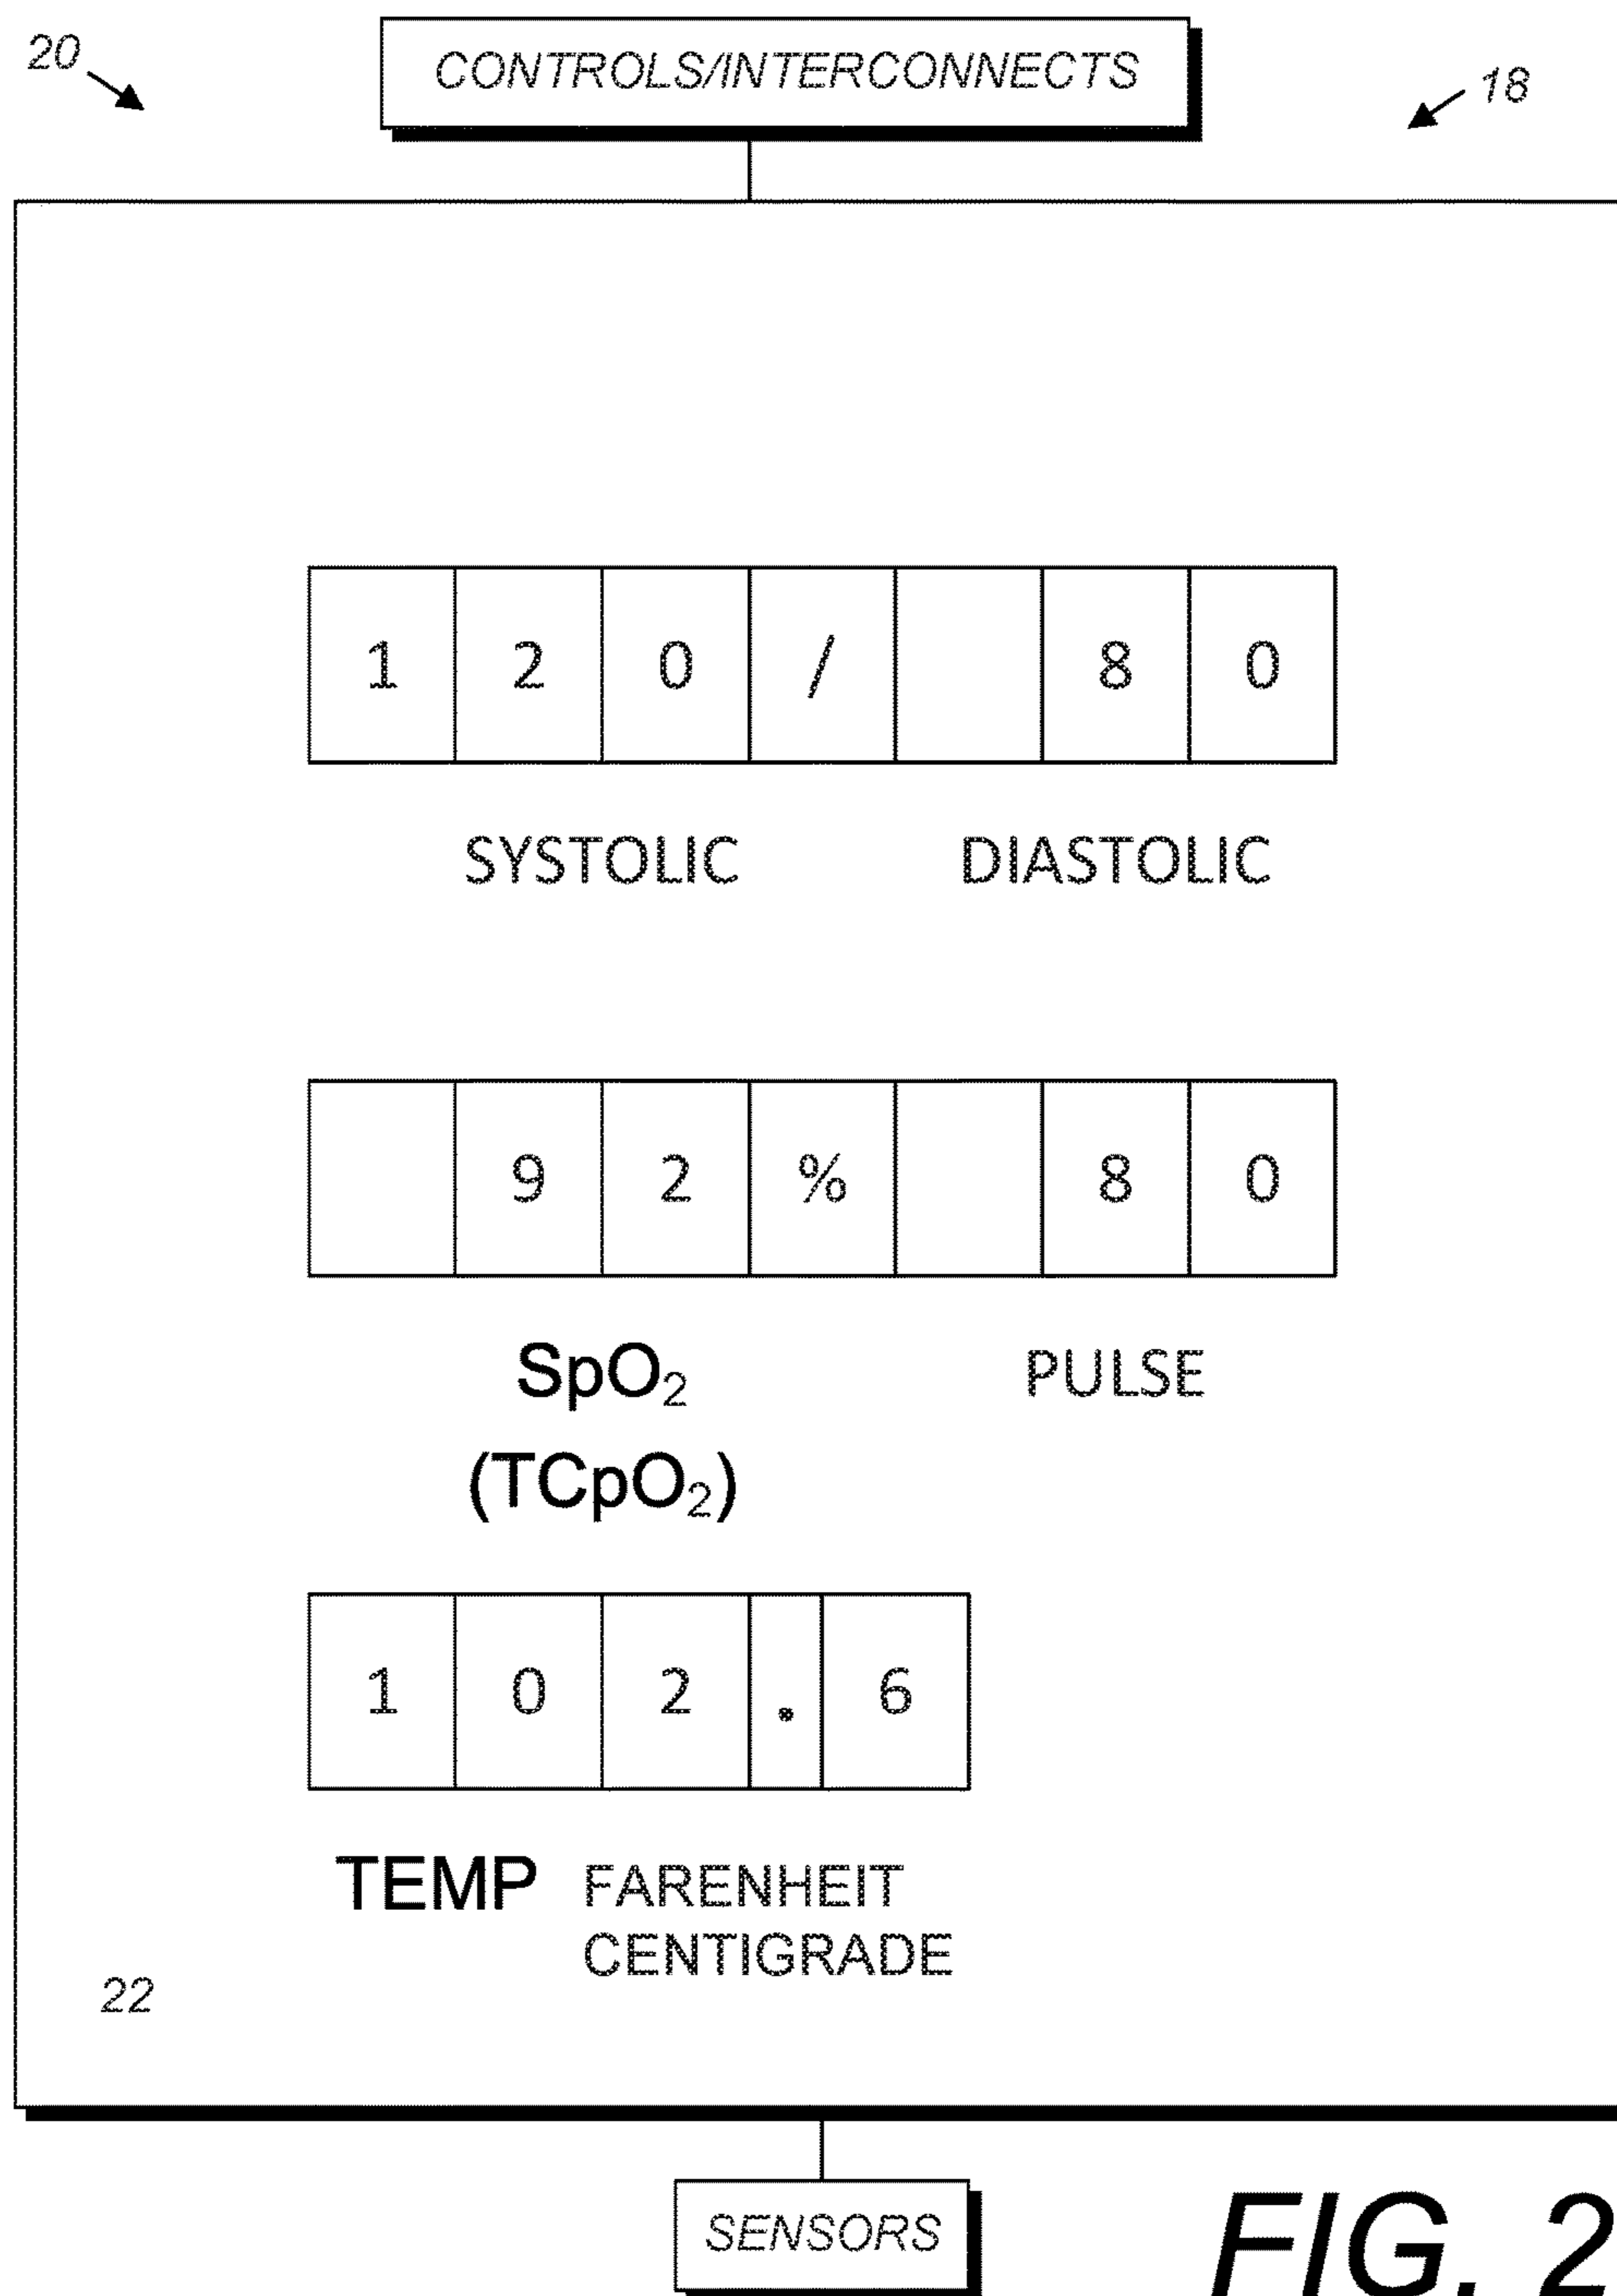 20
CONTROLS/INTERCONNECTS
18
1 2 0 / 8 0
SYSTOLIC DIASTOLIC
9 2 % 8 0
SpO₂ PULSE
(TCpO₂)
1 0 2 . 6
TEMP FARENHEIT
CENTIGRADE
22
SENSORS
FIG. 2